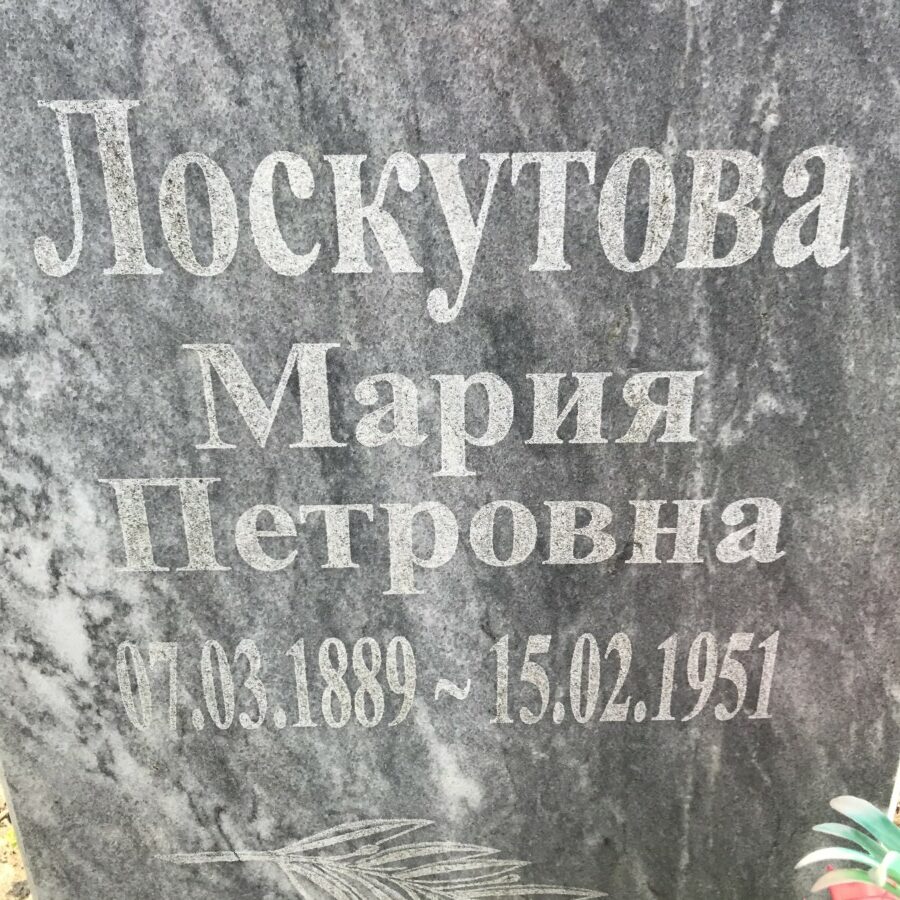 Лоскутова
Мария
Петровна
07.03.1889 ~ 15.02.1951